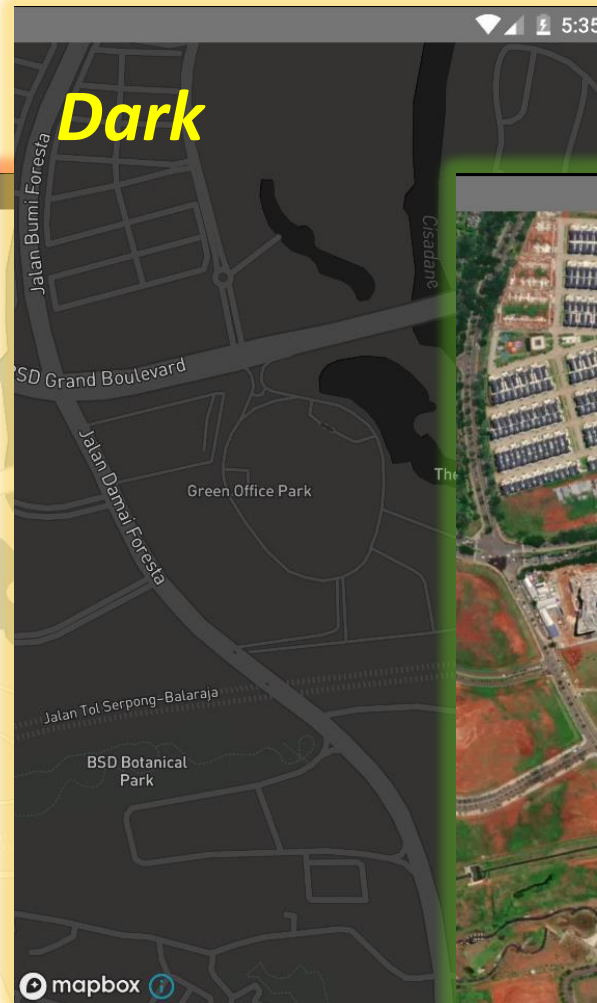 5:35
Dark
Jalan Bumi Foresta
Cisadane
BSD Grand Boulevard
Jalan Damai Foresta
Green Office Park
The
Jalan Tol Serpong-Balaraja
BSD Botanical
Park
mapbox